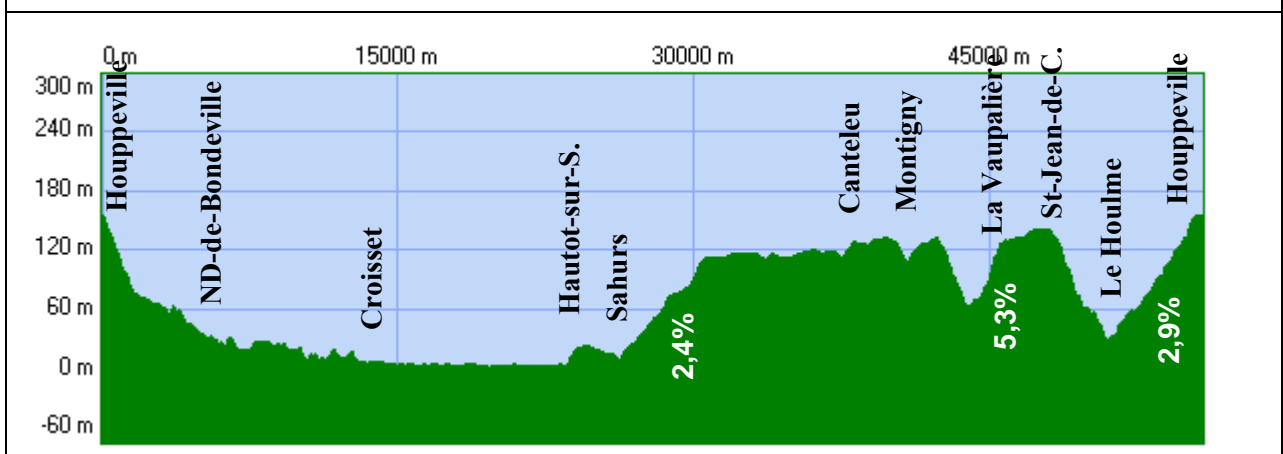 0 m 15000 m 30000 m 45000 m
300 m
240 m
180 m
120 m
60 m
0 m
-60 m
Houppeville
ND-de-Bondeville
Croisset
Hautot-sur-S.
Sahurs
2,4%
Canteleu
Montigny
La Vaupalière
5,3%
St-Jean-de-C.
Le Houlme
2,9%
Houppeville